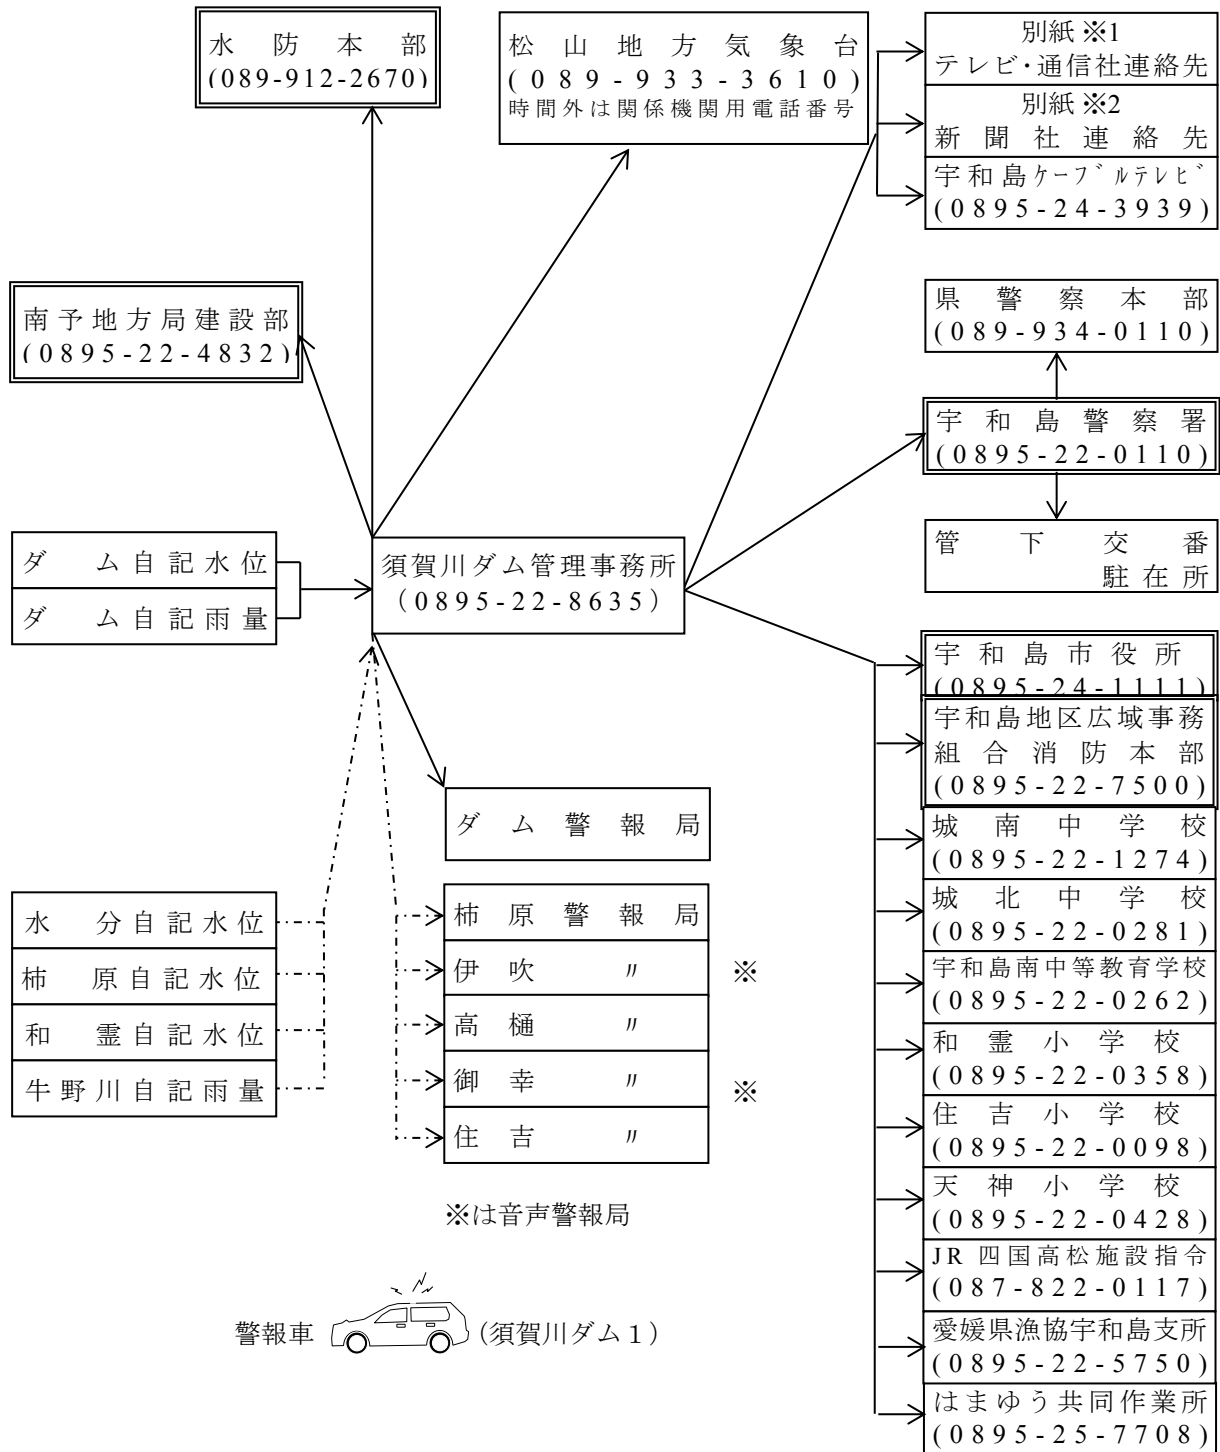 水防本部
(089-912-2670)
松山地方気象台
(089-933-3610)
時間外は関係機関用電話番号
別紙 ※1
テレビ・通信社連絡先
別紙 ※2
新聞社連絡先
宇和島ケーブルテレビ
(0895-24-3939)
南予地方局建設部
(0895-22-4832)
県警察本部
(089-934-0110)
宇和島警察署
(0895-22-0110)
管下交番
駐在所
ダム自記水位
ダム自記雨量
須賀川ダム管理事務所
(0895-22-8635)
宇和島市役所
(0895-24-1111)
宇和島地区広域事務
組合消防本部
(0895-22-7500)
城南中学校
(0895-22-1274)
城北中学校
(0895-22-0281)
宇和島南中等教育学校
(0895-22-0262)
和霊小学校
(0895-22-0358)
住吉小学校
(0895-22-0098)
天神小学校
(0895-22-0428)
JR 四国高松施設指令
(087-822-0117)
愛媛県漁協宇和島支所
(0895-22-5750)
はまゆう共同作業所
(0895-25-7708)
ダム警報局
水分自記水位
柿原自記水位
和霊自記水位
牛野川自記雨量
柿原警報局
伊吹 〃 ※
高樋 〃
御幸 〃 ※
住吉 〃
※は音声警報局
警報車 (須賀川ダム1)